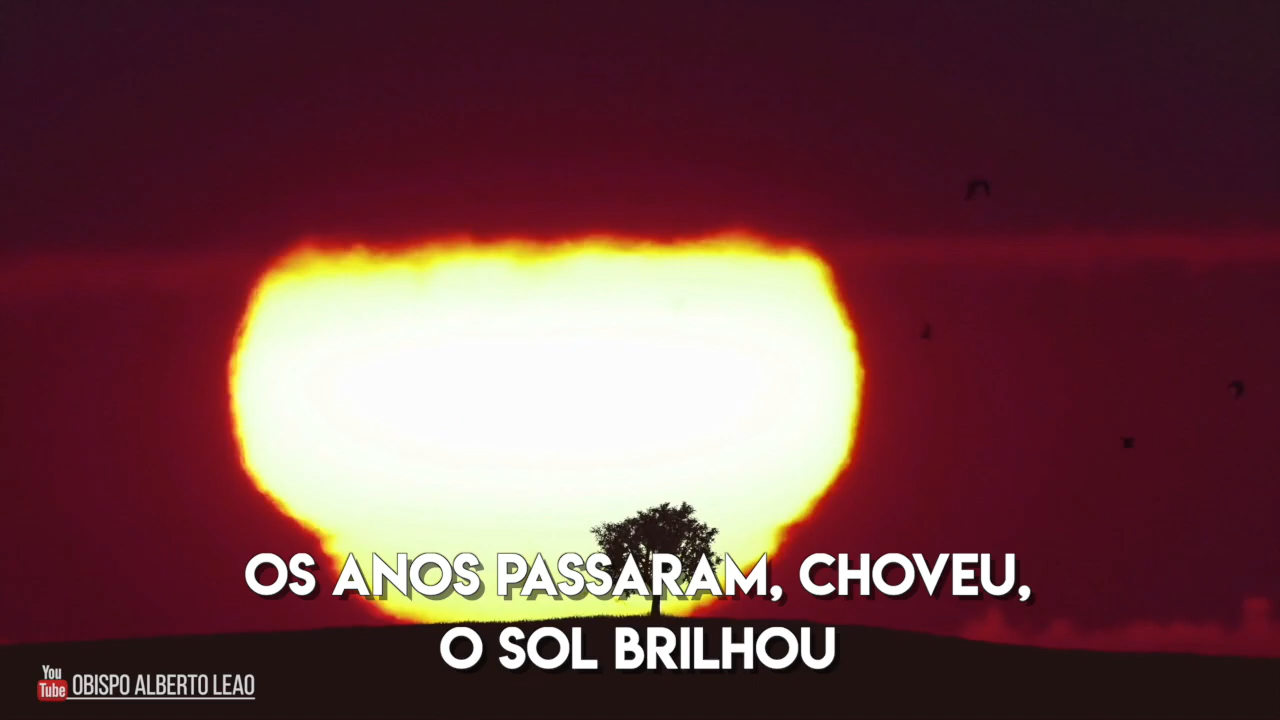 OS ANOS PASSARAM, CHOVEU,
O SOL BRILHOU
You
Tube OBISPO ALBERTO LEAO